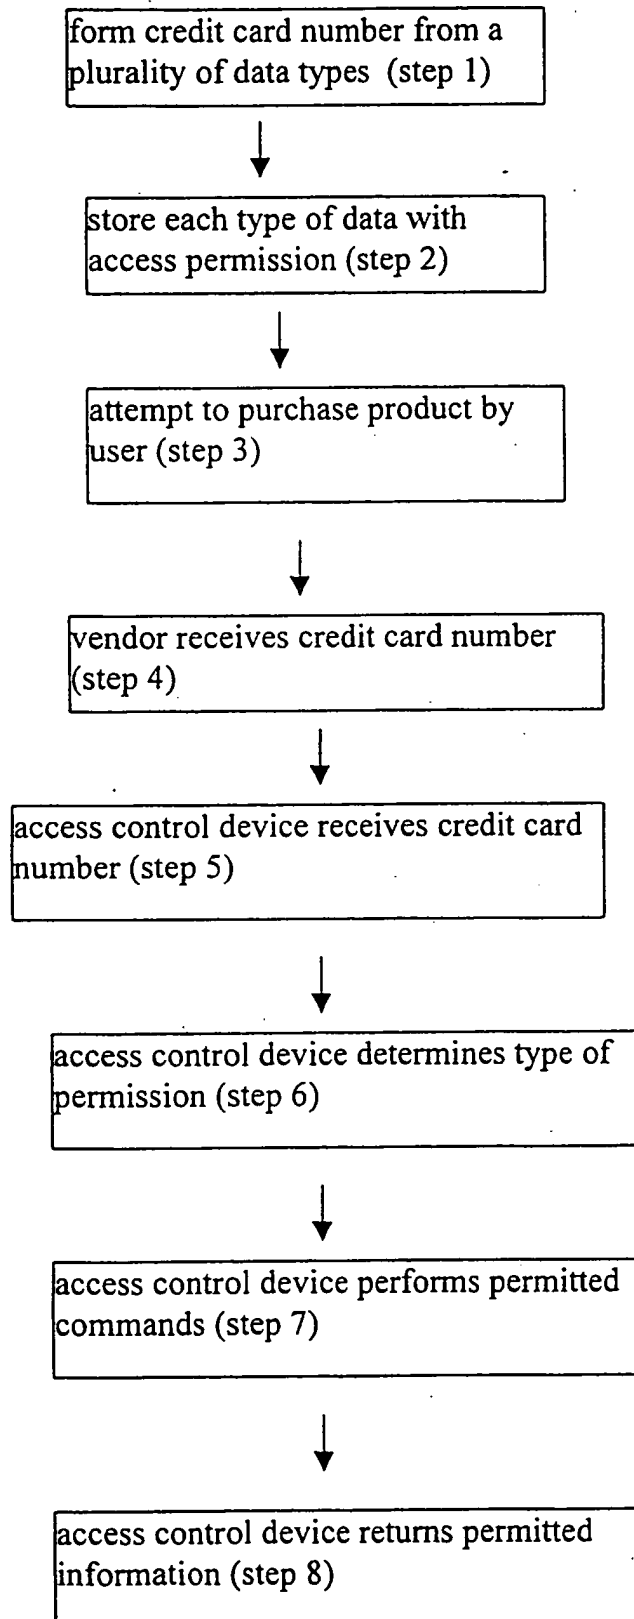 form credit card number from a
plurality of data types (step 1)
store each type of data with
access permission (step 2)
attempt to purchase product by
user (step 3)
vendor receives credit card number
(step 4)
access control device receives credit card
number (step 5)
access control device determines type of
permission (step 6)
access control device performs permitted
commands (step 7)
access control device returns permitted
information (step 8)